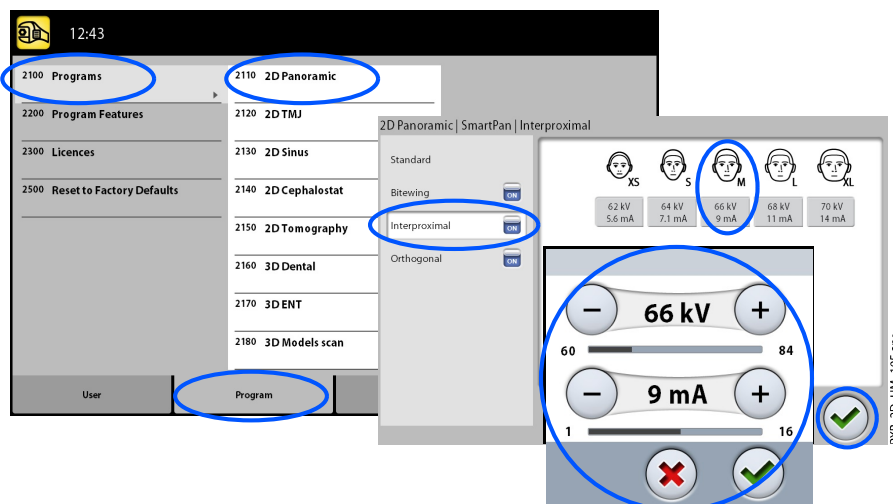 12:43
2100 Programs
2200 Program Features
2300 Licences
2500 Reset to Factory Defaults
2110 2D Panoramic
2120 2D TMJ
2130 2D Sinus
2140 2D Cephalostat
2150 2D Tomography
2160 3D Dental
2170 3D ENT
2180 3D Models scan
User
Program
2D Panoramic | SmartPan | Interproximal
Standard
Bitewing ON
Interproximal ON
Orthogonal ON
XS S M L XL
62 kV 64 kV 66 kV 68 kV 70 kV
5.6 mA 7.1 mA 9 mA 11 mA 14 mA
66 kV
60 84
9 mA
1 16